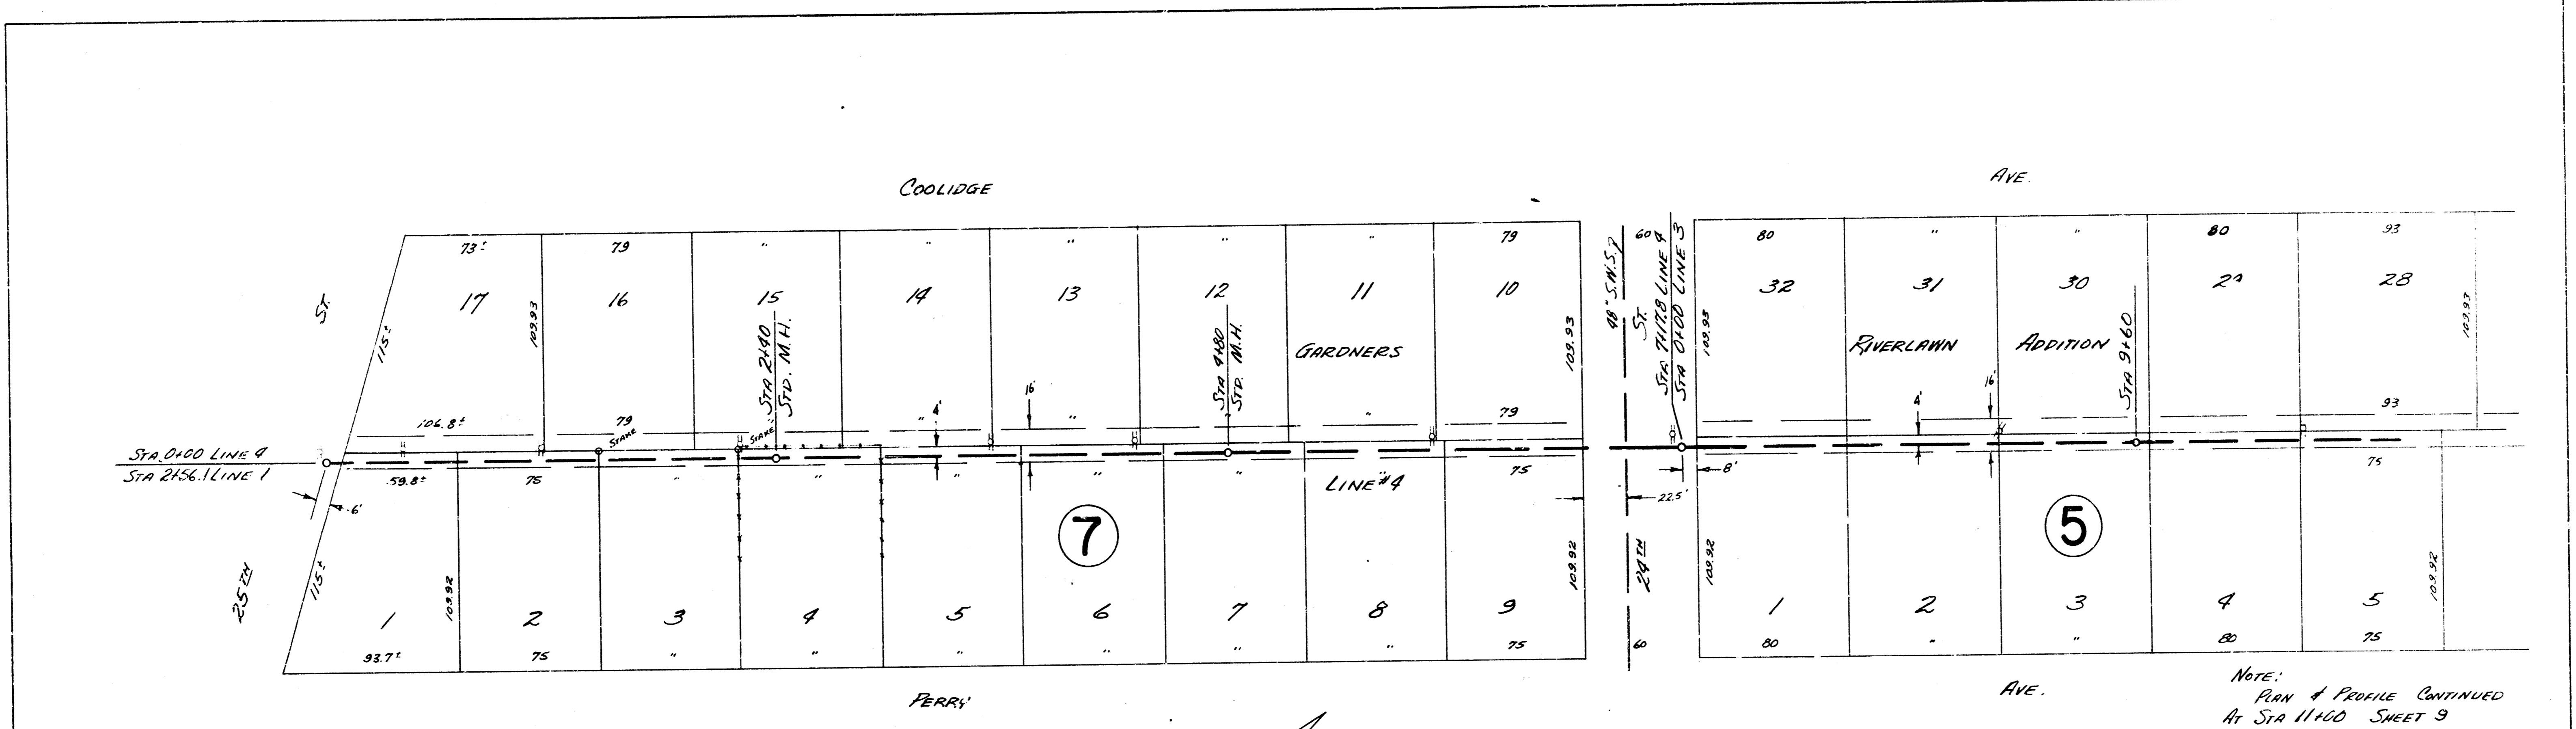 COOLIDGE
AVE.
73± 79 " " " " " 79
60
80 " " 80 93
17 16 15 14 13 12 11 10
32 31 30 29 28
ST.
115±
109.93
STA 2+40
STD. M.H.
STA 4+80
STD. M.H.
GARDNERS
109.93
48" S.W.S.
ST.
STA 7+17.8 LINE 4
STA 0+00 LINE 3
109.93
RIVERLAWN
ADDITION
STA 9+60
109.93
106.8± 79 " " " " " 79
STAKE
STAKE
4'
16'
4'
16'
93
STA. 0+00 LINE 4
STA 2+56.1 LINE 1
59.8± 75 " " " " " 75
LINE #4
6'
8'
22.5'
75
7
5
25TH
115±
109.92
109.92
24TH
109.92
109.92
1 2 3 4 5 6 7 8 9
1 2 3 4 5
93.7± 75 " " " " " " 75
60
80 " " 80 75
PERRY
AVE.
NOTE:
PLAN & PROFILE CONTINUED
AT STA 11+00 SHEET 9